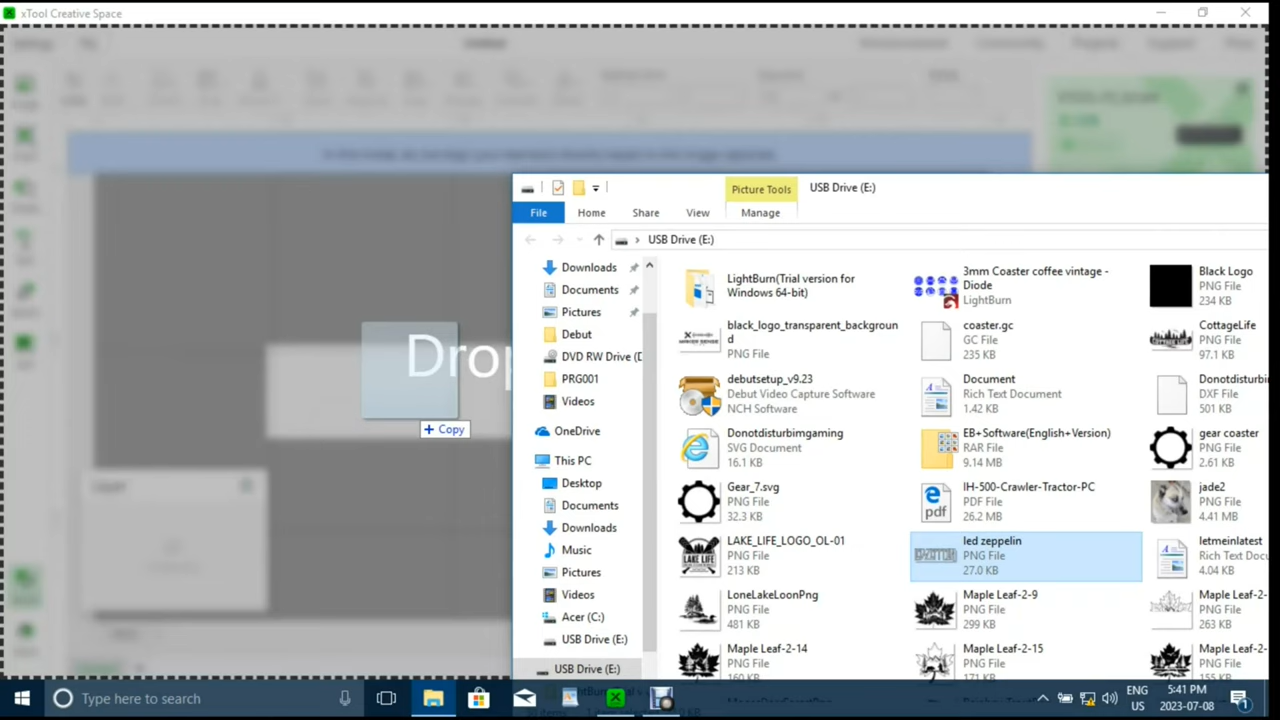 xTool Creative Space
Picture Tools
USB Drive (E:)
File
Home
Share
View
Manage
USB Drive (E:)
Downloads
Documents
Pictures
Debut
DVD RW Drive (D
PRG001
Videos
OneDrive
This PC
Desktop
Documents
Downloads
Music
Pictures
Videos
Acer (C:)
USB Drive (E:)
USB Drive (E:)
LightBurn(Trial version for
Windows 64-bit)
3mm Coaster coffee vintage -
Diode
LightBurn
Black Logo
PNG File
234 KB
black_logo_transparent_backgroun
d
PNG File
coaster.gc
GC File
235 KB
CottageLife
PNG File
97.1 KB
debutsetup_v9.23
Debut Video Capture Software
NCH Software
Document
Rich Text Document
1.42 KB
Donotdisturbi
DXF File
501 KB
Donotdisturbimgaming
SVG Document
16.1 KB
EB+Software(English+Version)
RAR File
9.14 MB
gear coaster
PNG File
2.61 KB
Gear_7.svg
PNG File
32.3 KB
IH-500-Crawler-Tractor-PC
PDF File
26.2 MB
jade2
PNG File
4.41 MB
LAKE_LIFE_LOGO_OL-01
PNG File
213 KB
led zeppelin
PNG File
27.0 KB
letmeinlatest
Rich Text Do
4.04 KB
LoneLakeLoonPng
PNG File
481 KB
Maple Leaf-2-9
PNG File
299 KB
Maple Leaf-2-
PNG File
263 KB
Maple Leaf-2-14
PNG File
160 KB
Maple Leaf-2-15
PNG File
171 KB
Maple Leaf-2-
PNG File
155 KB
Drop
+ Copy
Type here to search
ENG
US
5:41 PM
2023-07-08